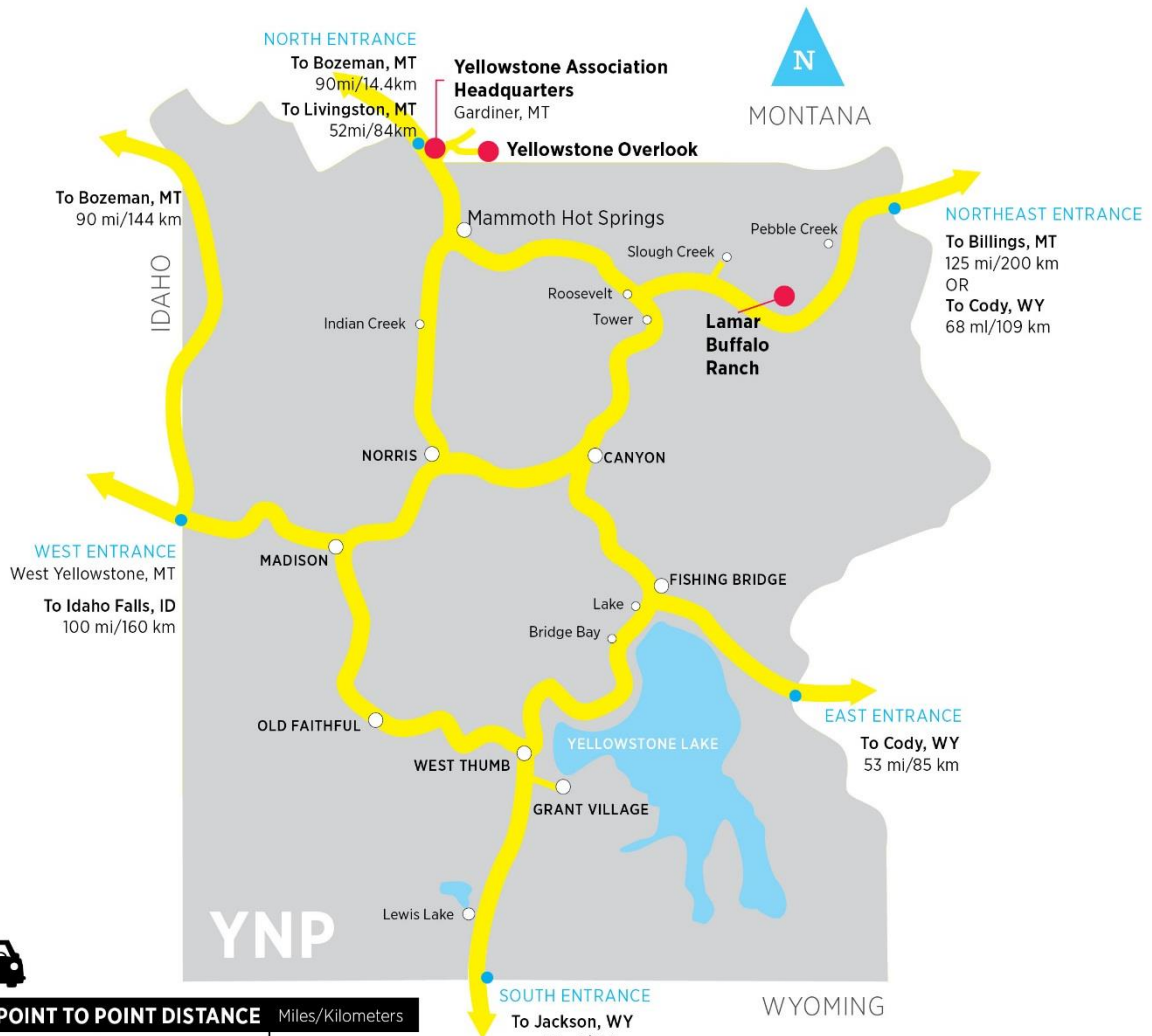 NORTH ENTRANCE
To Bozeman, MT
90mi/14.4km
To Livingston, MT
52mi/84km
Yellowstone Association
Headquarters
Gardiner, MT
Yellowstone Overlook
N
MONTANA
To Bozeman, MT
90 mi/144 km
IDAHO
Mammoth Hot Springs
Pebble Creek
Slough Creek
Roosevelt
Tower
Indian Creek
Lamar
Buffalo
Ranch
NORTHEAST ENTRANCE
To Billings, MT
125 mi/200 km
OR
To Cody, WY
68 ml/109 km
NORRIS
CANYON
WEST ENTRANCE
West Yellowstone, MT
To Idaho Falls, ID
100 mi/160 km
MADISON
FISHING BRIDGE
Lake
Bridge Bay
OLD FAITHFUL
WEST THUMB
YELLOWSTONE LAKE
GRANT VILLAGE
EAST ENTRANCE
To Cody, WY
53 mi/85 km
Lewis Lake
YNP
SOUTH ENTRANCE
To Jackson, WY
WYOMING
POINT TO POINT DISTANCE Miles/Kilometers